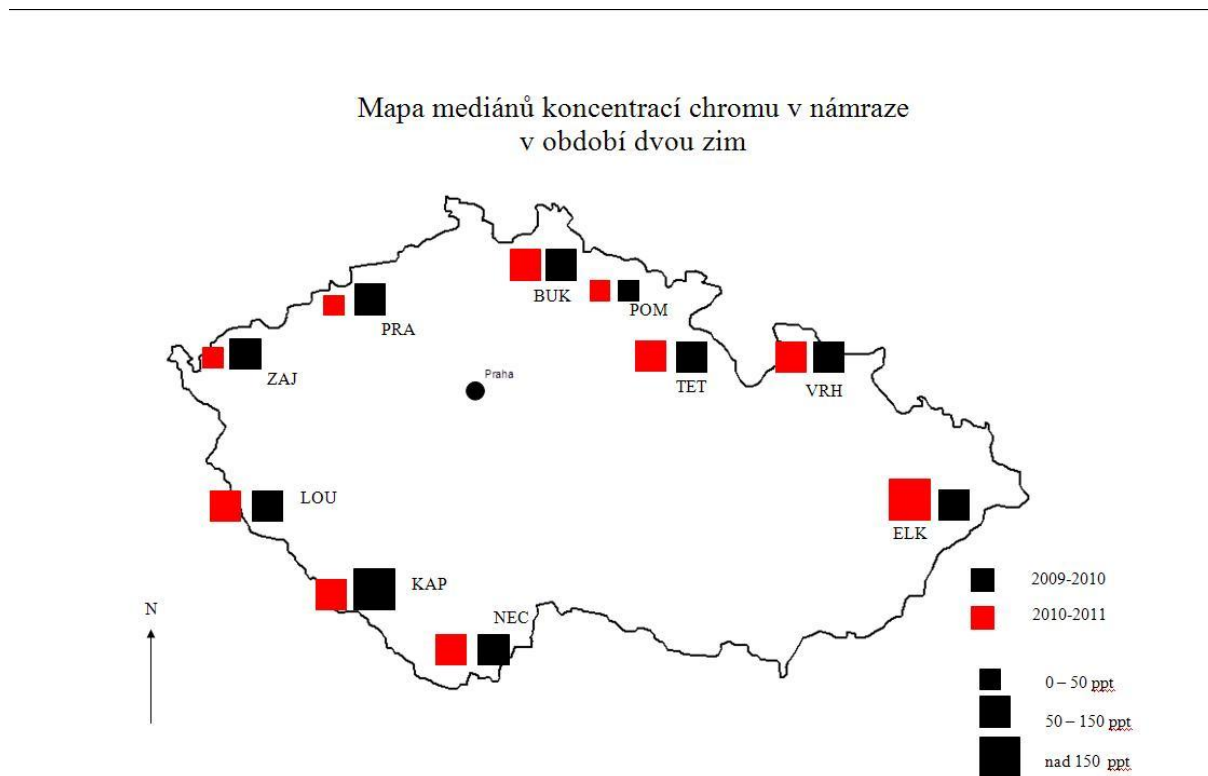 Mapa mediánů koncentrací chromu v námraze
v období dvou zim
BUK
POM
PRA
ZAJ
Praha
TET
VRH
LOU
ELK
KAP
NEC
N
2009-2010
2010-2011
0 – 50 ppt
50 – 150 ppt
nad 150 ppt